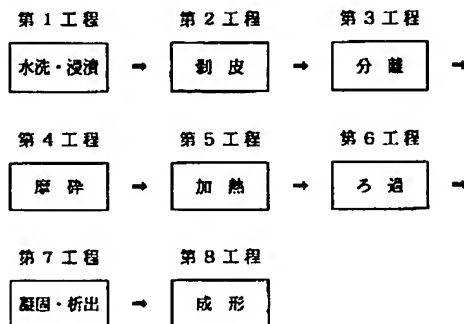 第1工程 第2工程 第3工程
水洗・浸漬 → 剝皮 → 分離 →
第4工程 第5工程 第6工程
磨砕 → 加熱 → ろ過 →
第7工程 第8工程
凝固・析出 → 成形